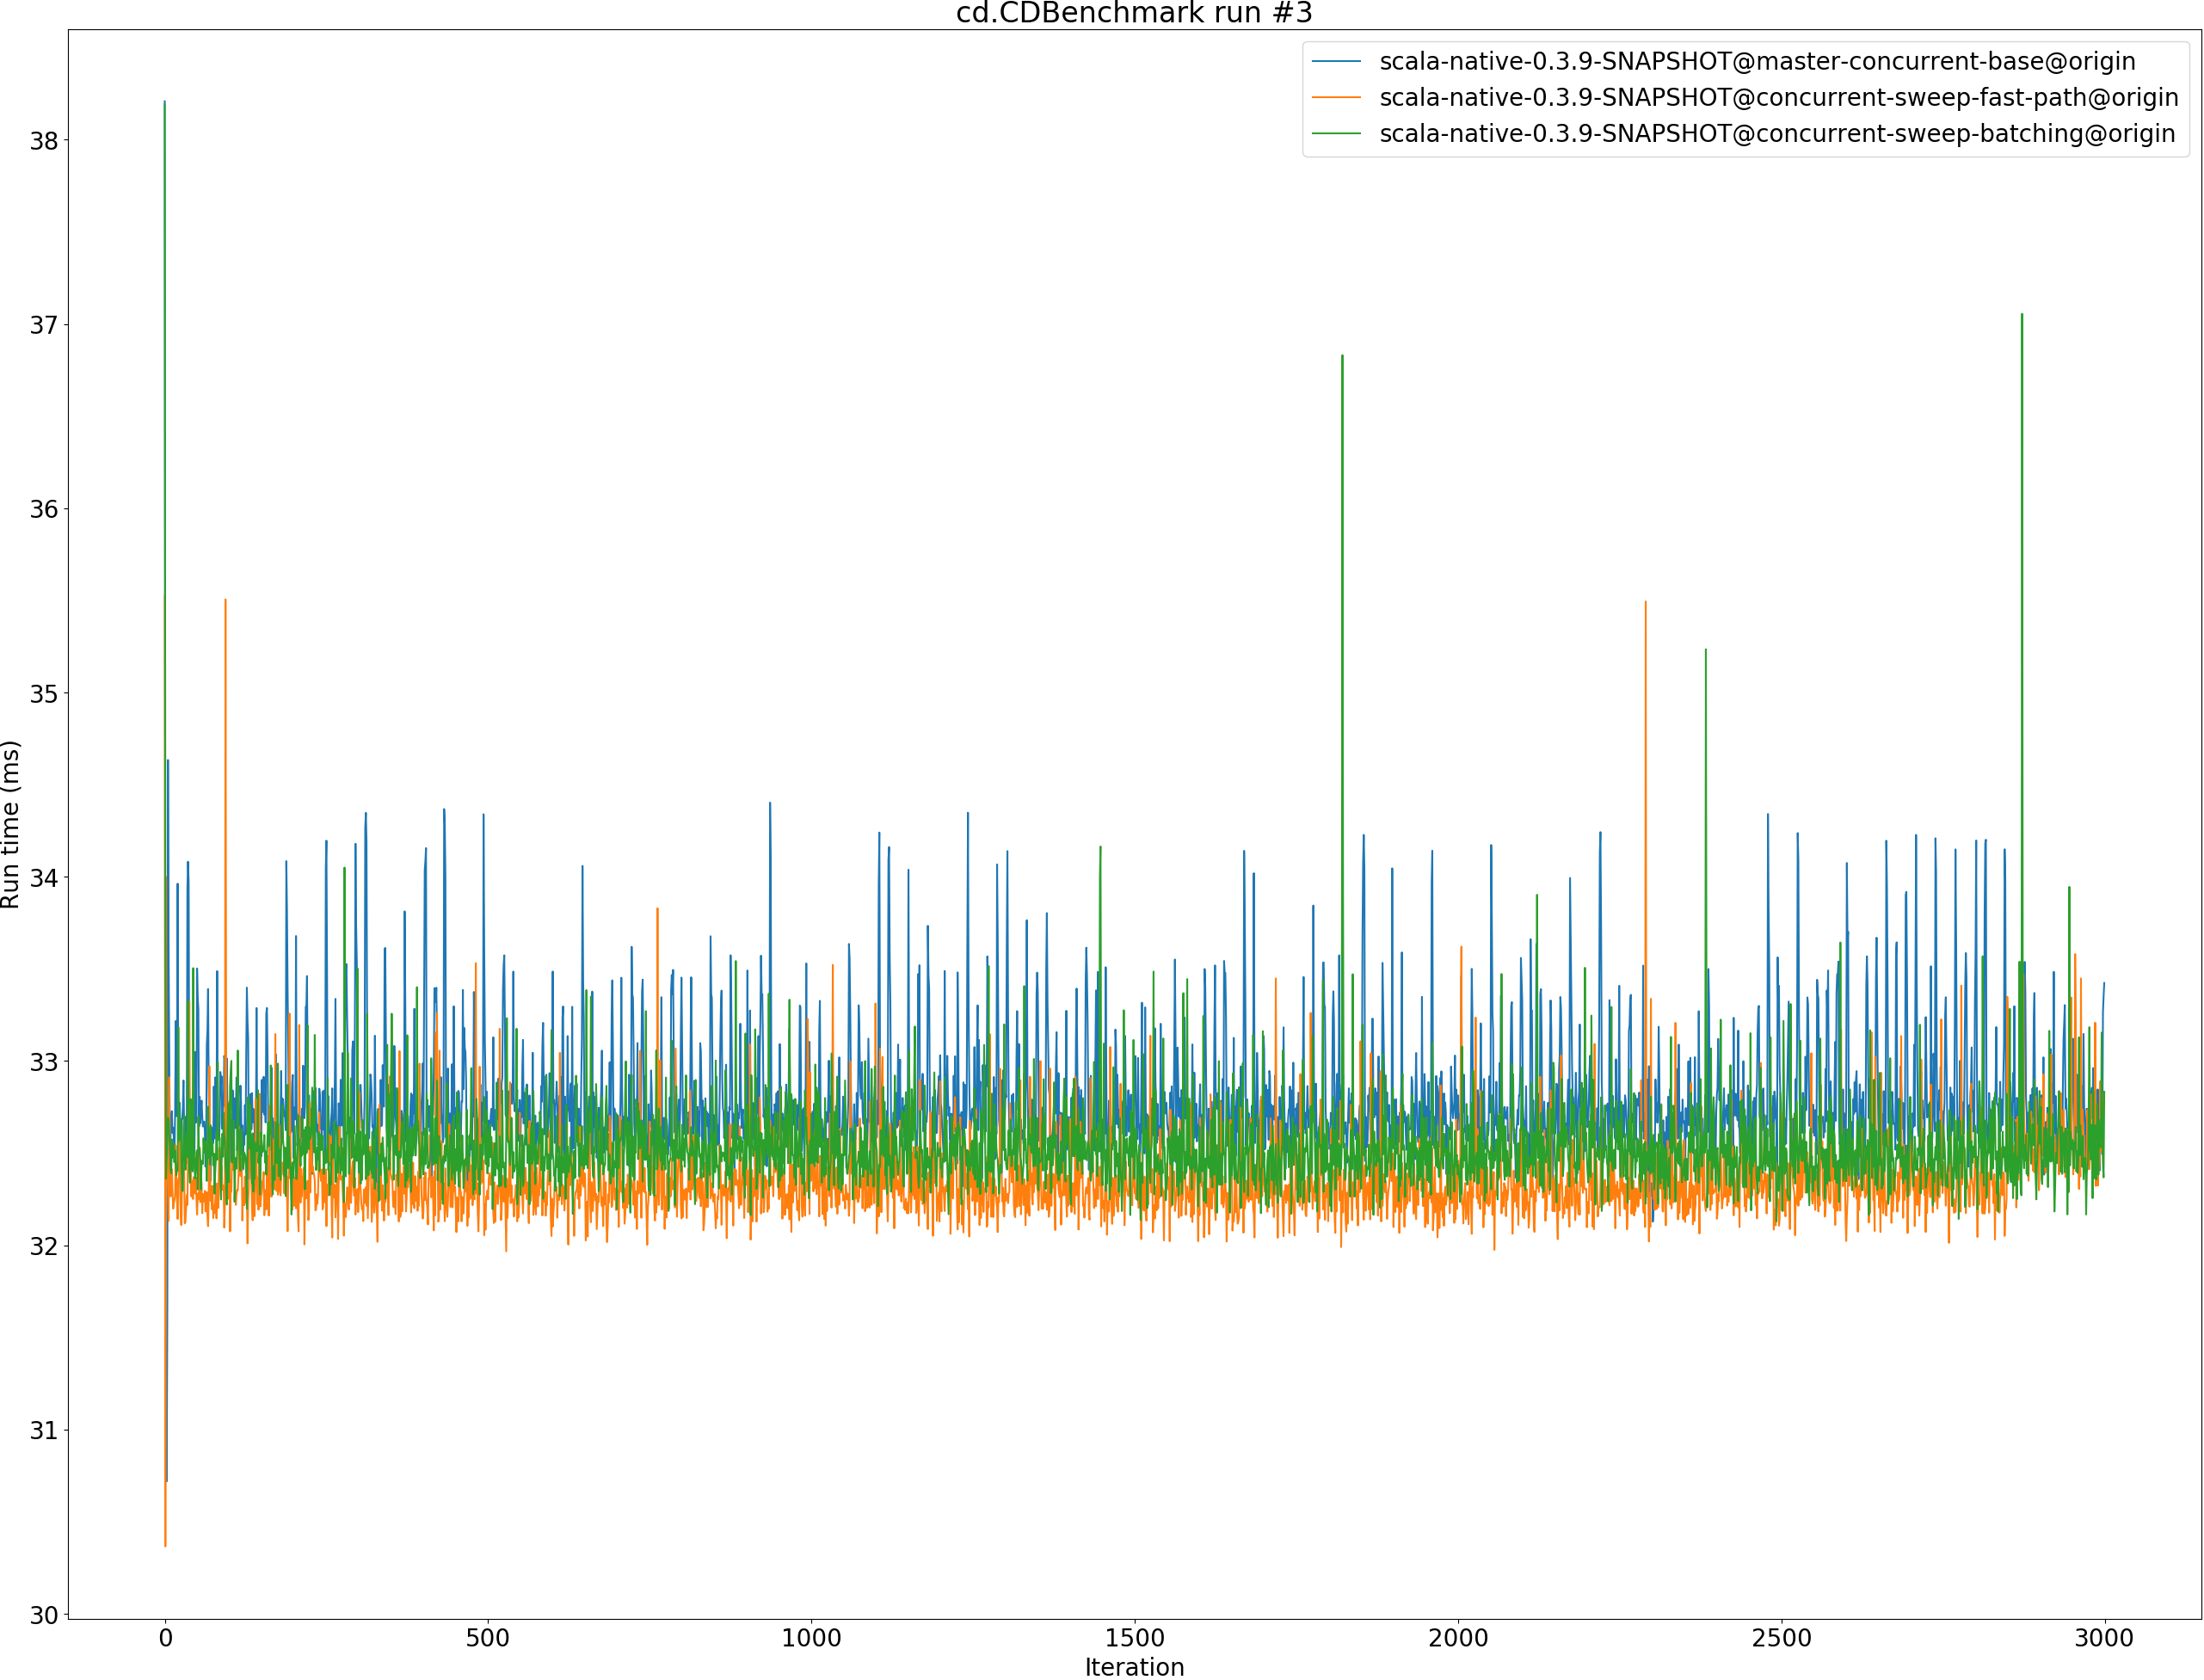 cd.CDBenchmark run #3
scala-native-0.3.9-SNAPSHOT@master-concurrent-base@origin
scala-native-0.3.9-SNAPSHOT@concurrent-sweep-fast-path@origin
scala-native-0.3.9-SNAPSHOT@concurrent-sweep-batching@origin
Run time (ms)
38
37
36
35
34
33
32
31
30
0 500 1000 1500 2000 2500 3000
Iteration